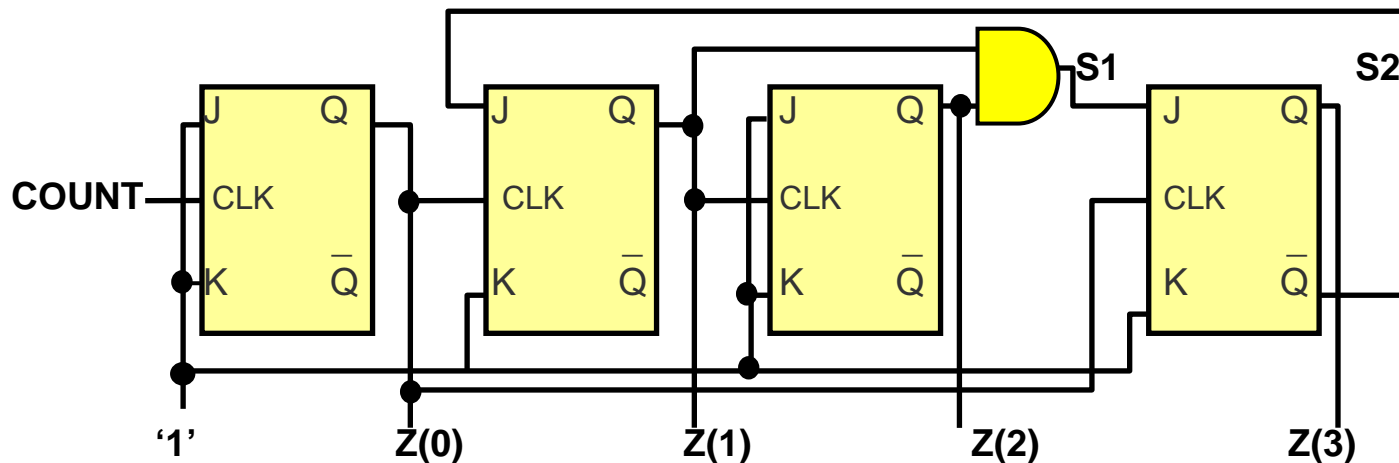 S1 S2
J Q J Q J Q J Q
COUNT CLK CLK CLK CLK
K Q̅ K Q̅ K Q̅ K Q̅
‘1’ Z(0) Z(1) Z(2) Z(3)